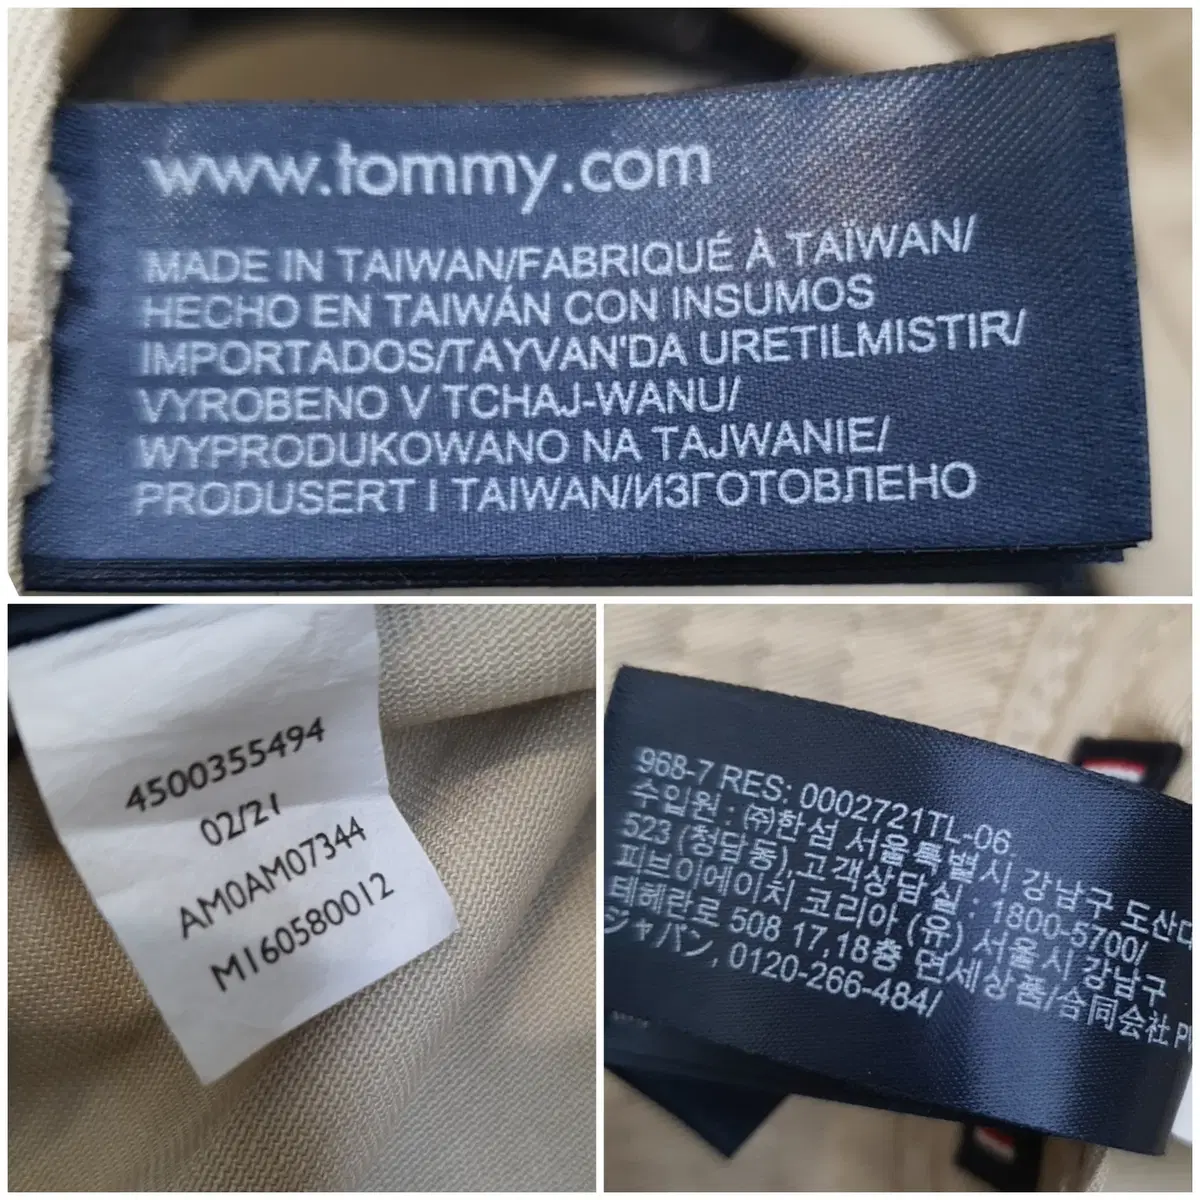 www.tommy.com
MADE IN TAIWAN/FABRIQUÉ À TAÏWAN/
HECHO EN TAIWÁN CON INSUMOS
IMPORTADOS/TAYVAN'DA URETILMISTIR/
VYROBENO V TCHAJ-WANU/
WYPRODUKOWANO NA TAJWANIE/
PRODUSERT I TAIWAN/ИЗГОТОВЛЕНО
4500355494
02/21
AM0AM07344
M160580012
968-7 RES: 0002721TL-06
수입원 : ㈜한섬 서울특별시 강남구 도산대
523 (청담동),고객상담실 : 1800-5700/
피브이에이치 코리아 (유) 서울시 강남구
테헤란로 508 17,18층 면세상품/合同会社
ジャパン, 0120-266-484/